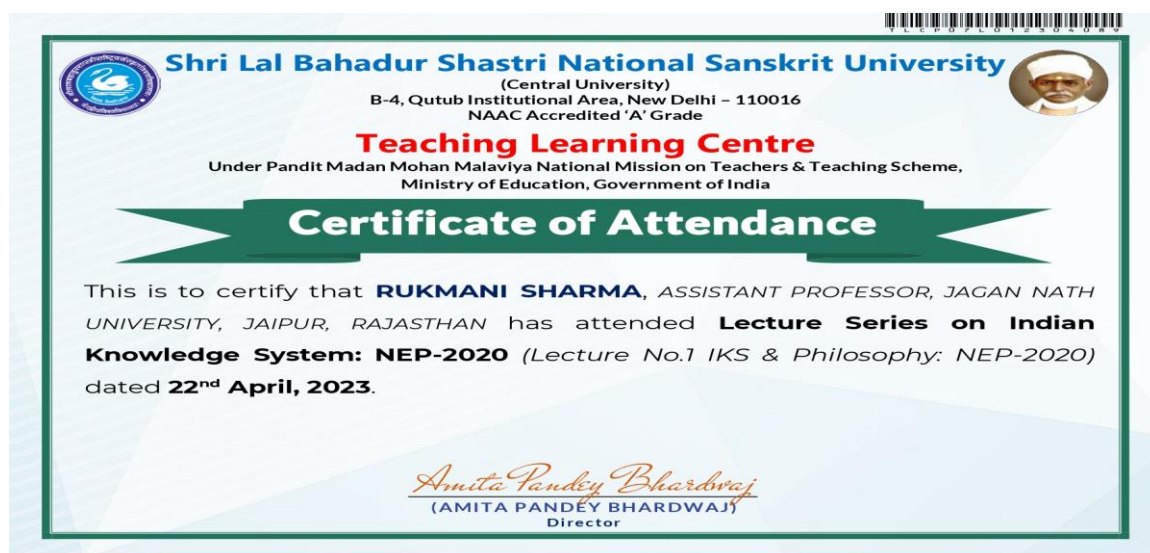 TLCP07L012304089
Shri Lal Bahadur Shastri National Sanskrit University
(Central University)
B-4, Qutub Institutional Area, New Delhi – 110016
NAAC Accredited ‘A’ Grade
Teaching Learning Centre
Under Pandit Madan Mohan Malaviya National Mission on Teachers & Teaching Scheme,
Ministry of Education, Government of India
Certificate of Attendance
This is to certify that RUKMANI SHARMA, ASSISTANT PROFESSOR, JAGAN NATH
UNIVERSITY, JAIPUR, RAJASTHAN has attended Lecture Series on Indian
Knowledge System: NEP-2020 (Lecture No.1 IKS & Philosophy: NEP-2020)
dated 22nd April, 2023.
Amita Pandey Bhardwaj
(AMITA PANDEY BHARDWAJ)
Director